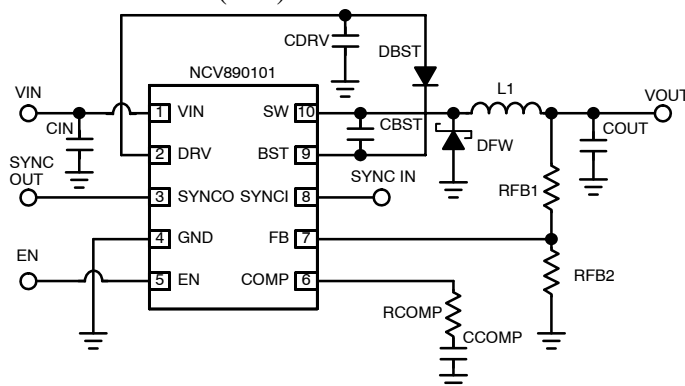 CDRV
DBST
NCV890101
L1
VIN
VOUT
1 VIN
SW 10
CIN
CBST
COUT
2 DRV
BST 9
DFW
SYNC
OUT
SYNC IN
RFB1
3 SYNCO
SYNCI 8
4 GND
FB 7
EN
5 EN
COMP 6
RFB2
RCOMP
CCOMP